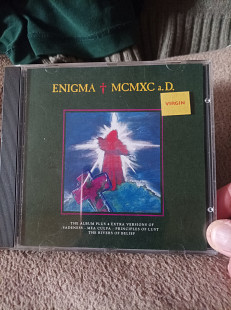 ENIGMA † MCMXC a.D.
VIRGIN
THE ALBUM PLUS 4 EXTRA VERSIONS OF
SADENESS · MEA CULPA · PRINCIPLES OF LUST
THE RIVERS OF BELIEF